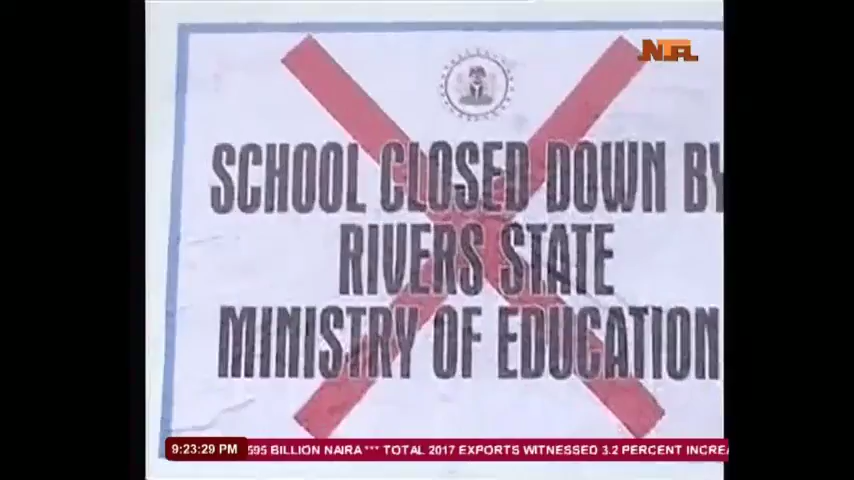 NTA
SCHOOL CLOSED DOWN BY
RIVERS STATE
MINISTRY OF EDUCATION
9:23:29 PM
595 BILLION NAIRA *** TOTAL 2017 EXPORTS WITNESSED 3.2 PERCENT INCREA